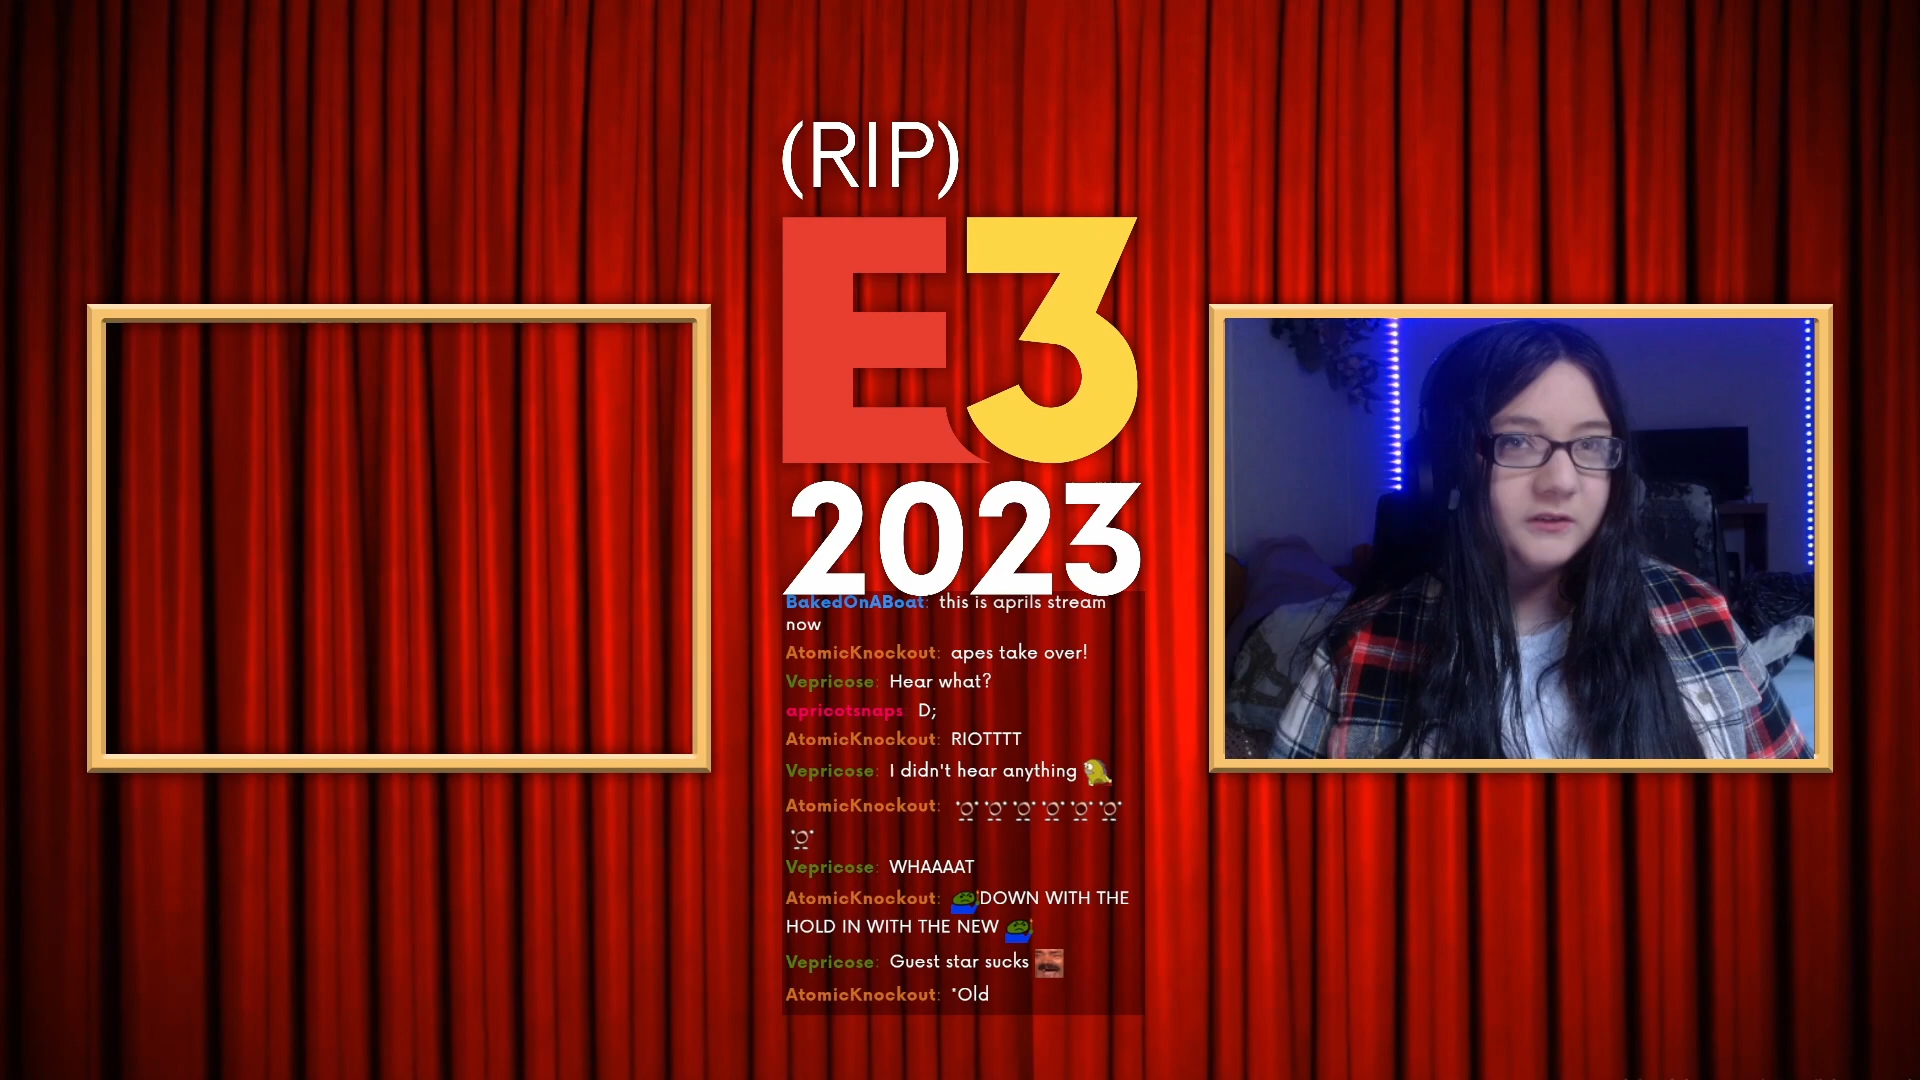 (RIP)
E3
2023
BakedOnABoat: this is aprils stream
now
AtomicKnockout: apes take over!
Vepricose: Hear what?
apricotsnaps: D;
AtomicKnockout: RIOTTTT
Vepricose: I didn't hear anything
AtomicKnockout:
Vepricose: WHAAAAT
AtomicKnockout: DOWN WITH THE
HOLD IN WITH THE NEW
Vepricose: Guest star sucks
AtomicKnockout: *Old